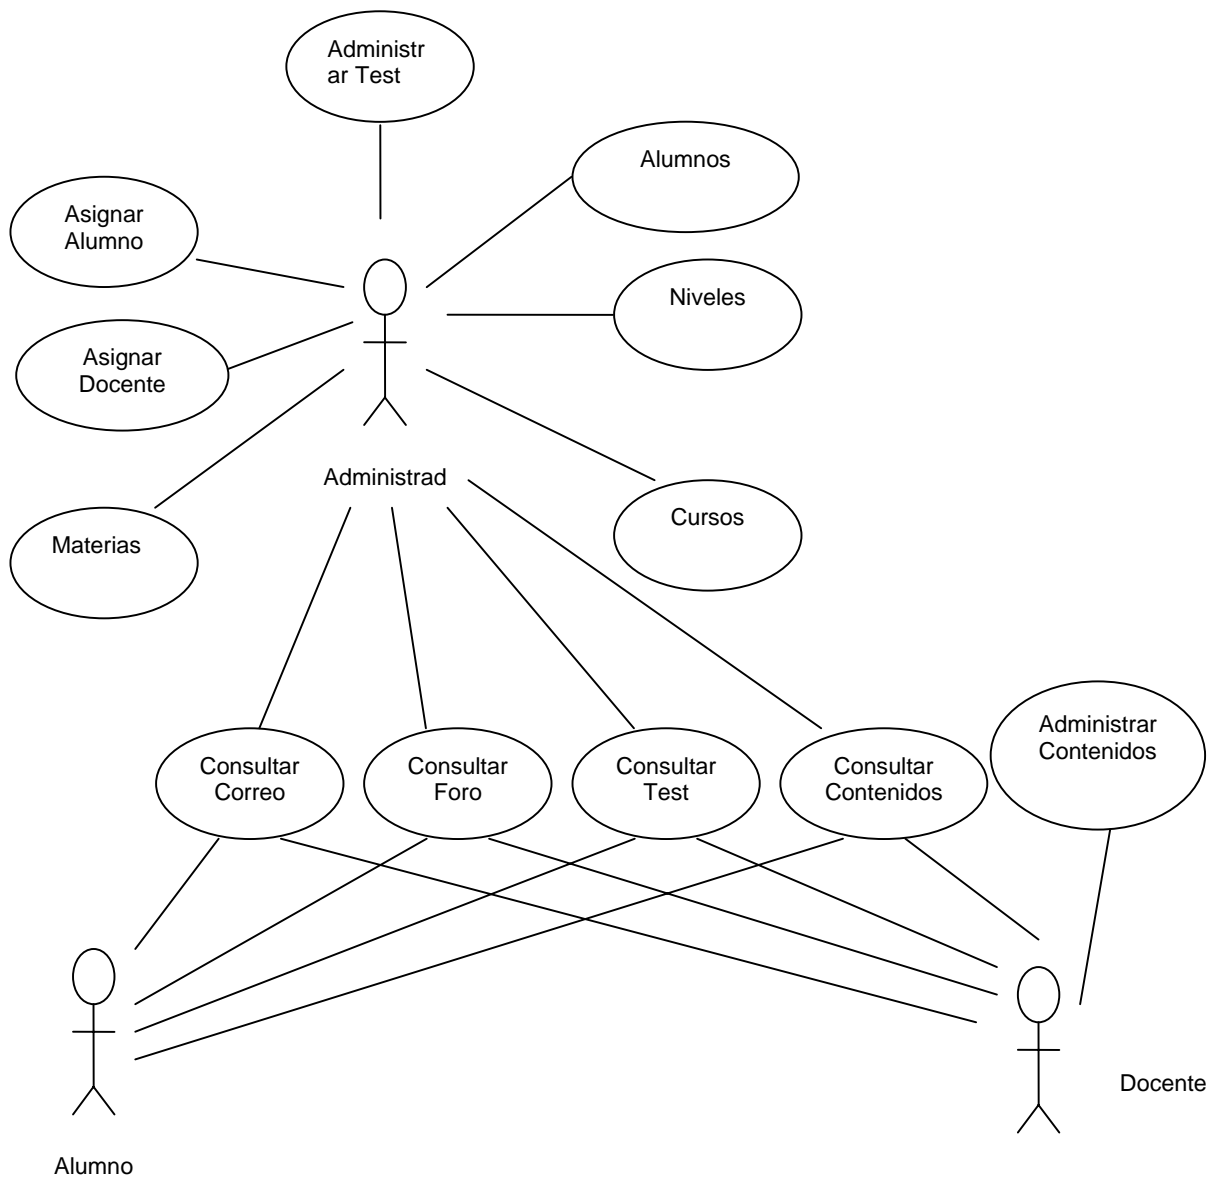 Administr
ar Test
Alumnos
Asignar
Alumno
Niveles
Asignar
Docente
Administrad
Cursos
Materias
Administrar
Contenidos
Consultar
Correo
Consultar
Foro
Consultar
Test
Consultar
Contenidos
Docente
Alumno